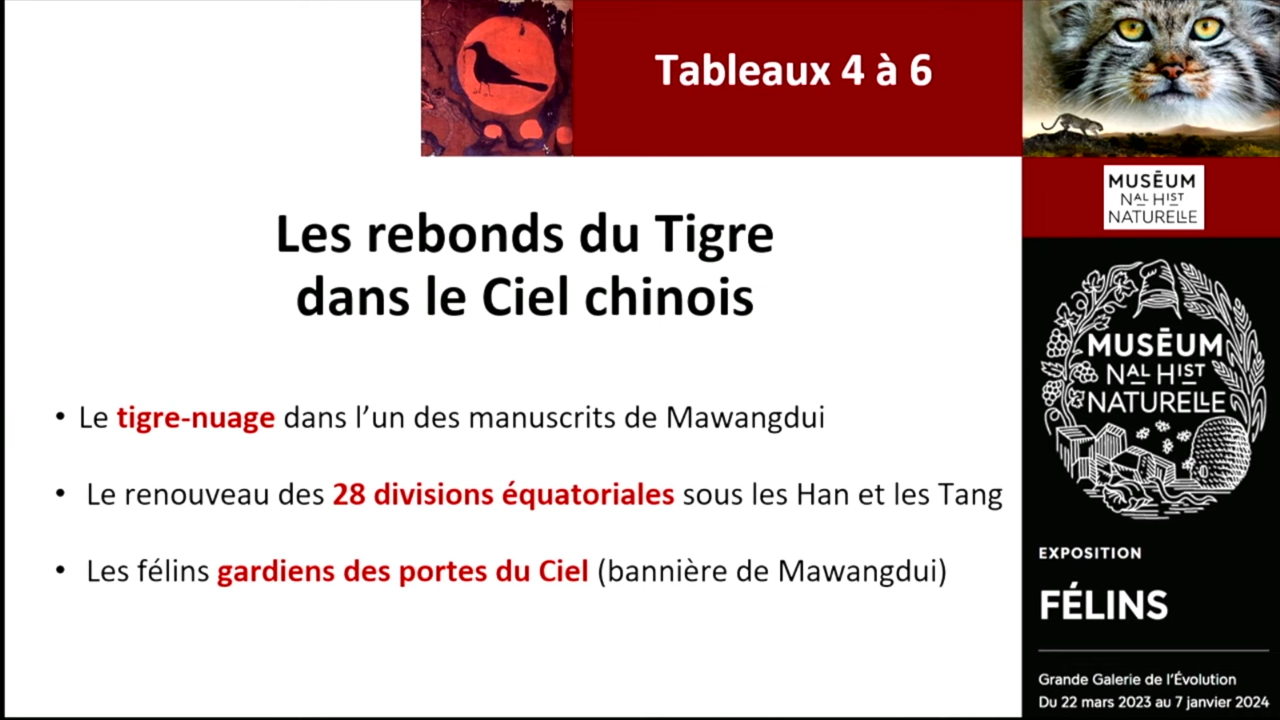 Tableaux 4 à 6
MUSĒUM
NAL HIST
NATURELLE
Les rebonds du Tigre
dans le Ciel chinois
• Le tigre-nuage dans l’un des manuscrits de Mawangdui
• Le renouveau des 28 divisions équatoriales sous les Han et les Tang
• Les félins gardiens des portes du Ciel (bannière de Mawangdui)
MUSĒUM
NAL HIST
NATURELLE
EXPOSITION
FÉLINS
Grande Galerie de l’Évolution
Du 22 mars 2023 au 7 janvier 2024